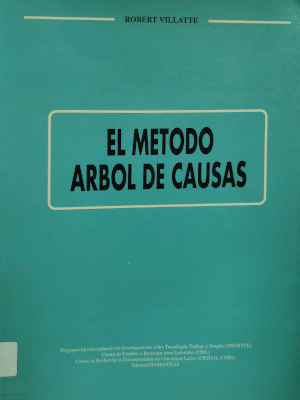 ROBERT VILLATTE
EL METODO
ARBOL DE CAUSAS
Programa Interdisciplinario de Investigaciones sobre Tecnología, Trabajo y Empleo (PROITTE)
Centro de Estudios e Investigaciones Laborales (CEIL)
Centre de Recherche et Documentation sur l'Amérique Latine (CREDAL-CNRS)
Editorial HVMANITAS